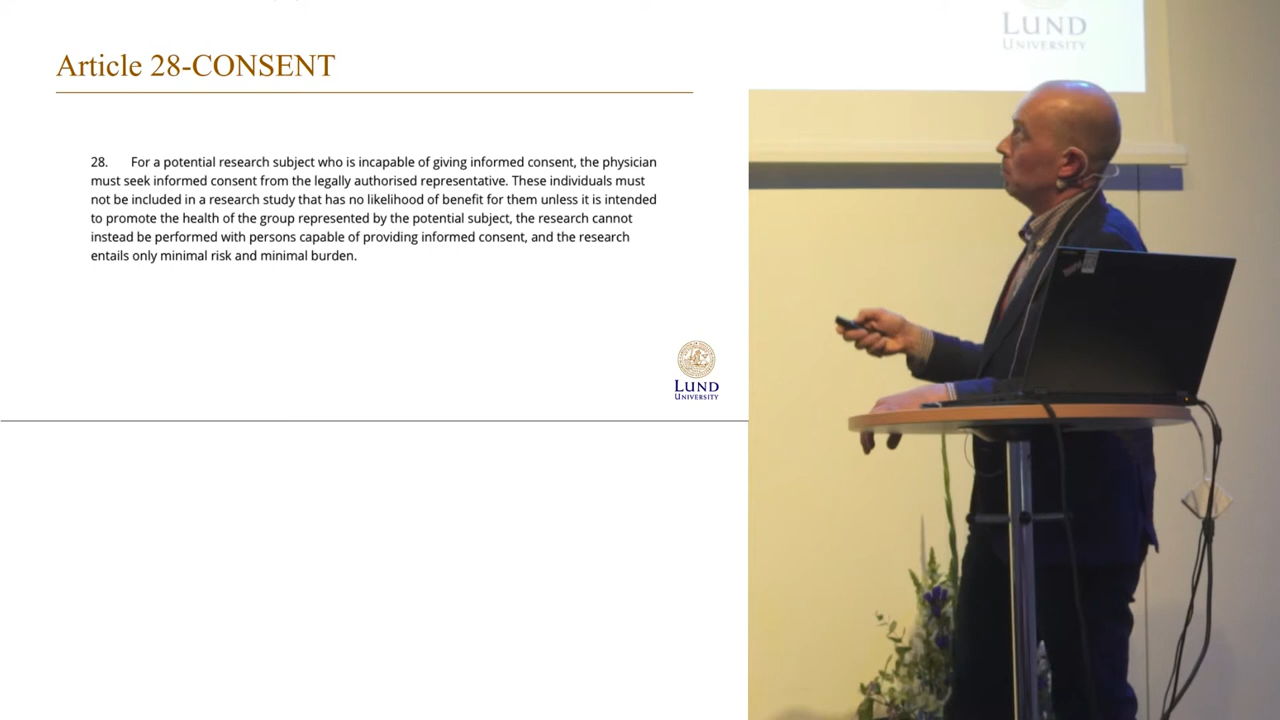 Article 28-CONSENT
28. For a potential research subject who is incapable of giving informed consent, the physician
must seek informed consent from the legally authorised representative. These individuals must
not be included in a research study that has no likelihood of benefit for them unless it is intended
to promote the health of the group represented by the potential subject, the research cannot
instead be performed with persons capable of providing informed consent, and the research
entails only minimal risk and minimal burden.
LUND
UNIVERSITY
LUND
UNIVERSITY